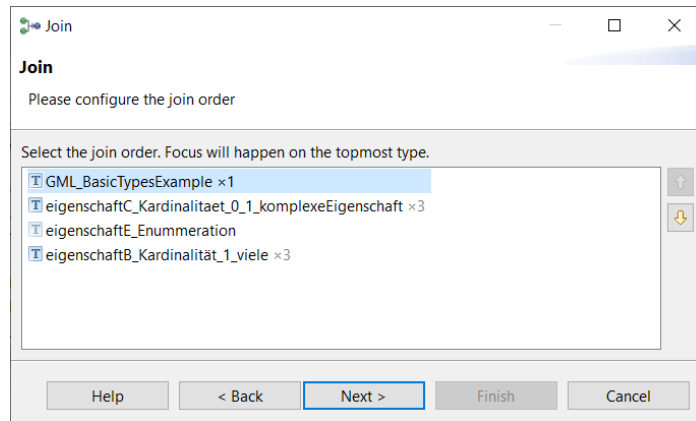 Join
Join
Please configure the join order
Select the join order. Focus will happen on the topmost type.
T GML_BasicTypesExample ×1
T eigenschaftC_Kardinalitaet_0_1_komplexeEigenschaft ×3
T eigenschaftE_Enummeration
T eigenschaftB_Kardinalität_1_viele ×3
Help < Back Next > Finish Cancel